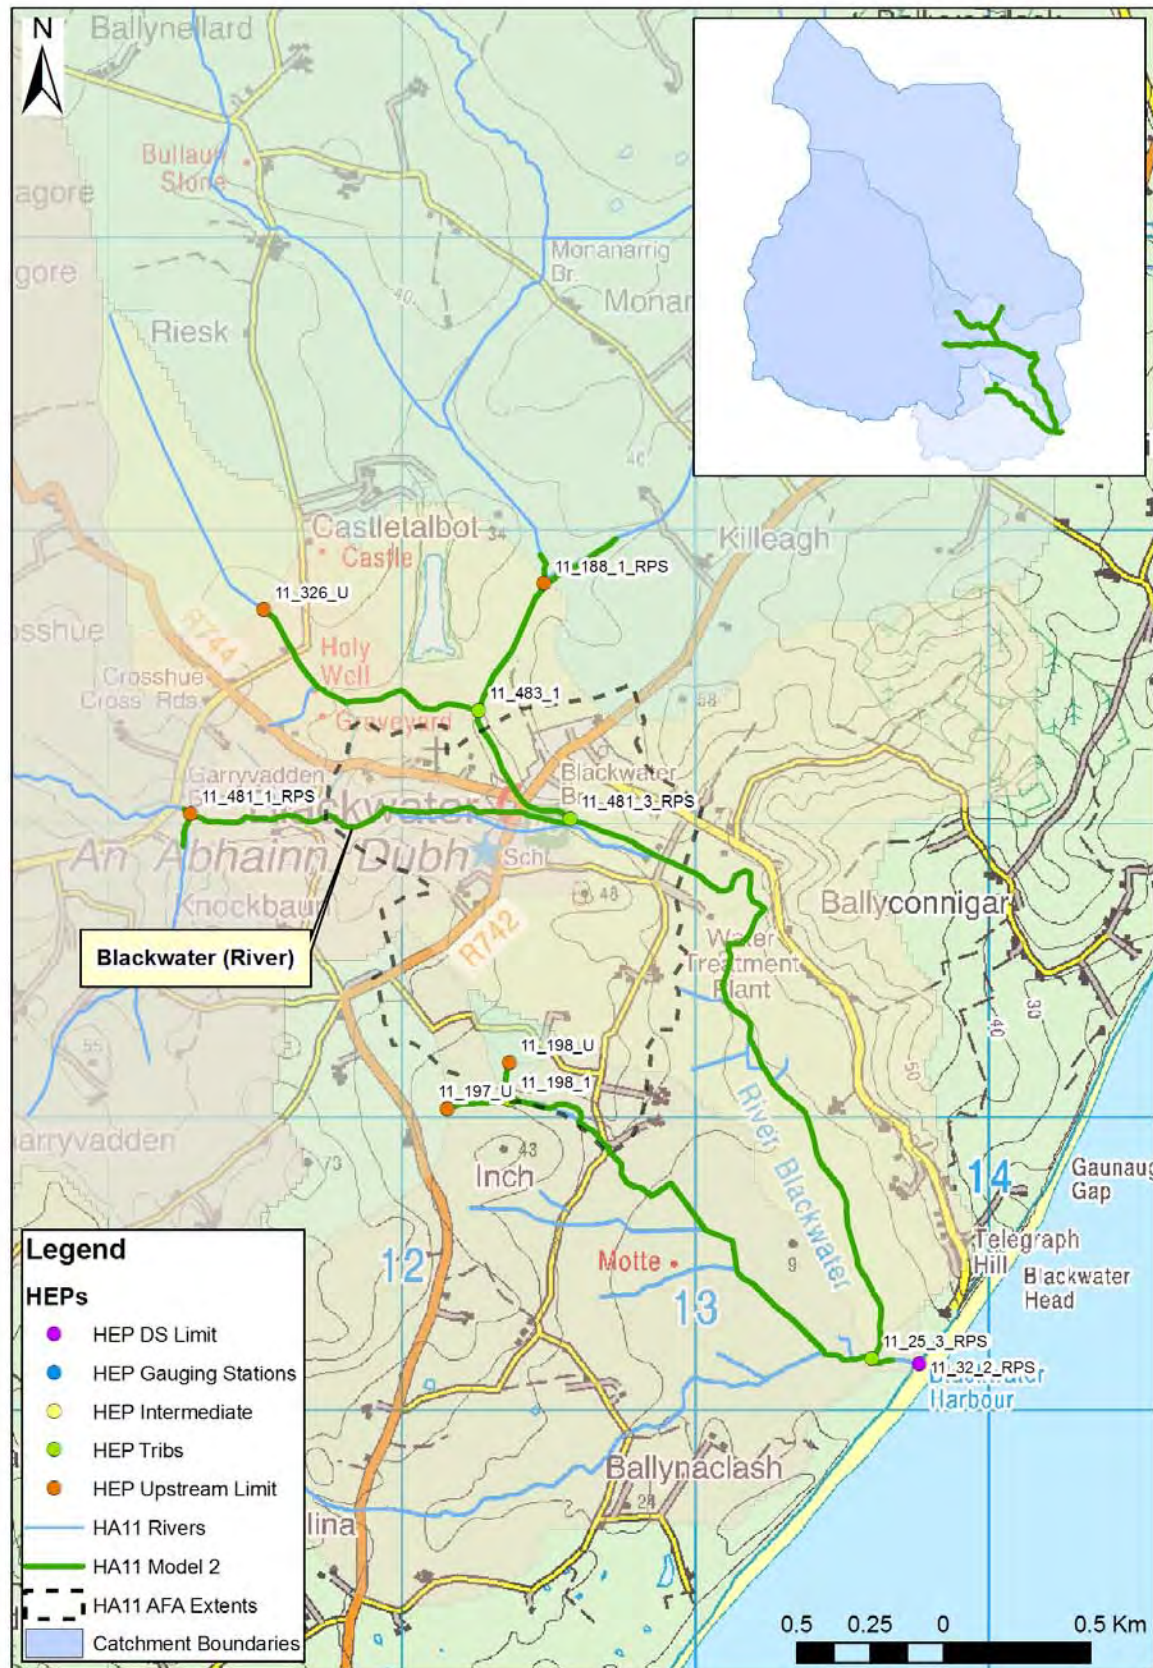 N
Ballynellard
Bullaun
Stone
agore
gore
Monanarrig
Br.
Monar
40
Riesk
40
Castletalbot
34
Castle
Killeagh
11_188_1_RPS
11_326_U
R744
osshue
Holy
Well
Crosshue
Cross Rds
11_483_1
58
Graveyard
Garryvadden
Blackwater
Br.
11_481_1_RPS
11_481_3_RPS
An Abhainn Dubh
Schl
Knockbaun
48
Ballyconnigar
Blackwater (River)
R742
Water
Treatment
Plant
40
30
55
50
11_198_U
11_198_1
11_197_U
River Blackwater
Garryvadden
73
43
Inch
14
Gaunaug
Gap
12
Motte
9
Telegraph
Hill
Blackwater
Head
13
11_25_3_RPS
11_32_2_RPS
Harbour
Ballynaclash
24
lina
Legend
HEPs
HEP DS Limit
HEP Gauging Stations
HEP Intermediate
HEP Tribs
HEP Upstream Limit
HA11 Rivers
HA11 Model 2
HA11 AFA Extents
Catchment Boundaries
0.5 0.25 0 0.5 Km